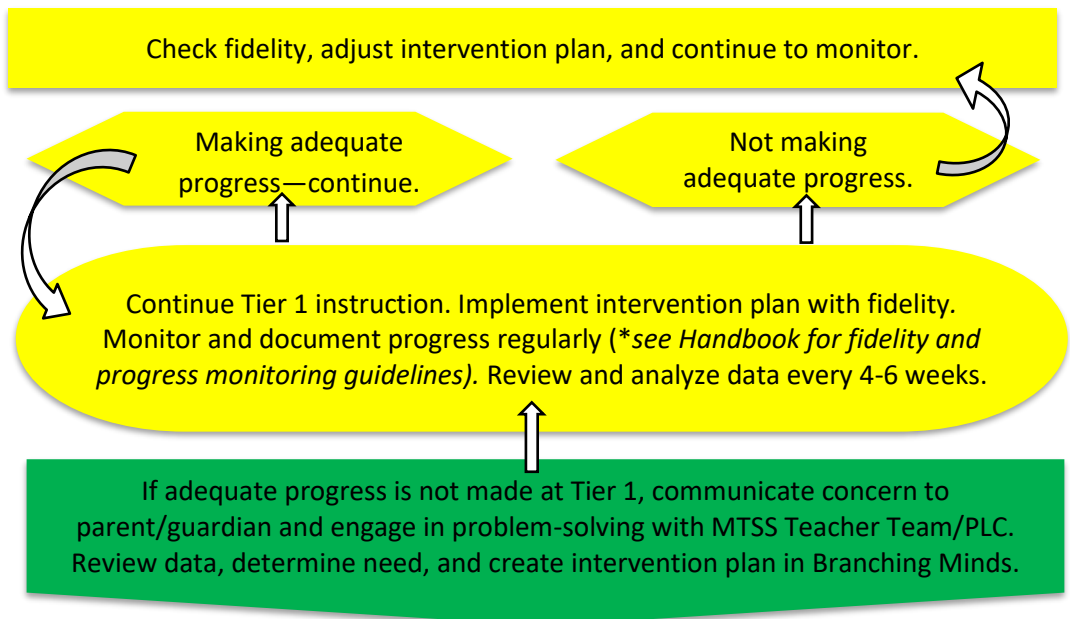 Check fidelity, adjust intervention plan, and continue to monitor.
Making adequate
progress—continue.
Not making
adequate progress.
Continue Tier 1 instruction. Implement intervention plan with fidelity.
Monitor and document progress regularly (*see Handbook for fidelity and
progress monitoring guidelines). Review and analyze data every 4-6 weeks.
If adequate progress is not made at Tier 1, communicate concern to
parent/guardian and engage in problem-solving with MTSS Teacher Team/PLC.
Review data, determine need, and create intervention plan in Branching Minds.